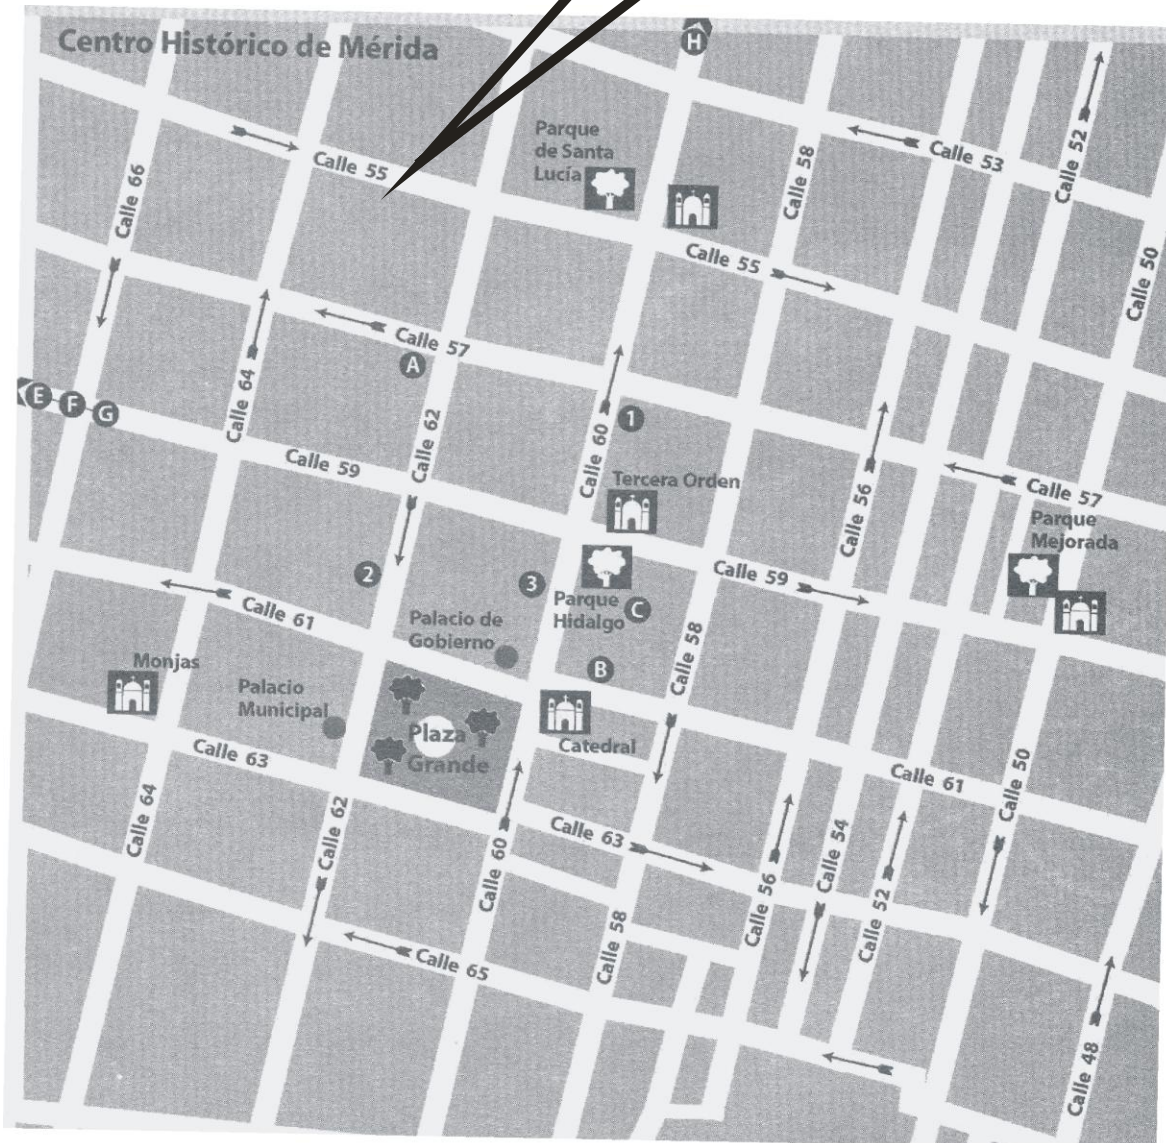 Centro Histórico de Mérida
H
Parque
de Santa
Lucía
Calle 55
Calle 53
Calle 52
Calle 58
Calle 66
Calle 50
Calle 55
Calle 57
A
E
F
G
Calle 64
Calle 62
Calle 60
1
Calle 59
Tercera Orden
Calle 56
Calle 57
Parque
Mejorada
2
3
Calle 59
Calle 61
Palacio de
Gobierno
Parque
Hidalgo
C
B
Calle 58
Monjas
Palacio
Municipal
Plaza
Grande
Catedral
Calle 63
Calle 61
Calle 50
Calle 64
Calle 62
Calle 60
Calle 63
Calle 54
Calle 56
Calle 52
Calle 58
Calle 65
Calle 48